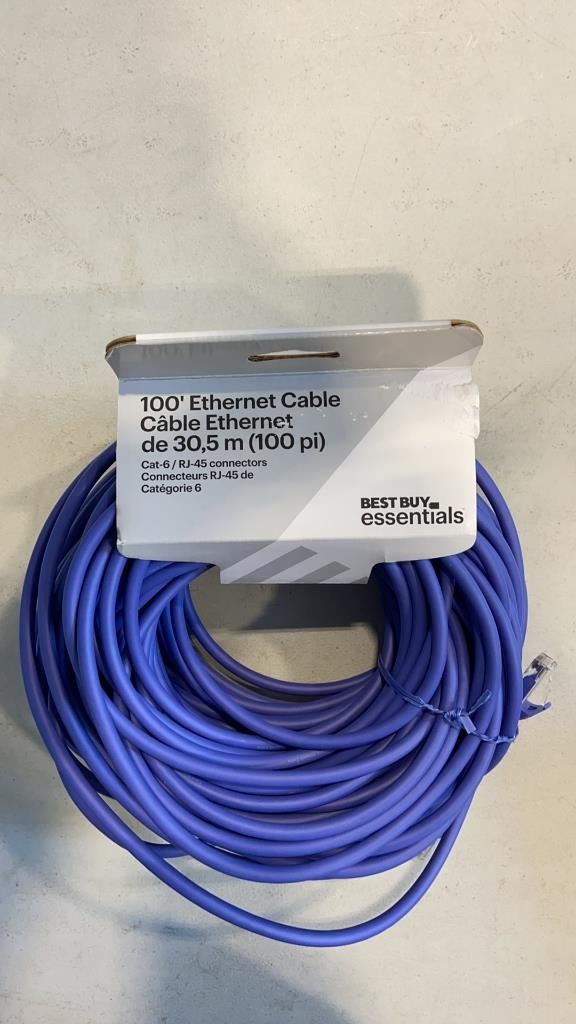 100' Ethernet Cable
Câble Ethernet
de 30,5 m (100 pi)
Cat-6 / RJ-45 connectors
Connecteurs RJ-45 de
Catégorie 6
BEST BUY
essentials